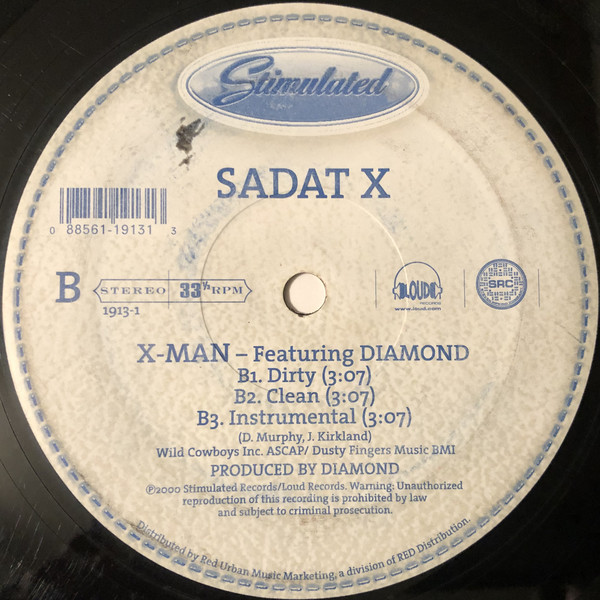 Stimulated
SADAT X
0 88561-19131 3
B STEREO 33⅓ RPM
1913-1
LOUD
RECORDS
www.loud.com
SRC
X-MAN – Featuring DIAMOND
B1. Dirty (3:07)
B2. Clean (3:07)
B3. Instrumental (3:07)
(D. Murphy, J. Kirkland)
Wild Cowboys Inc. ASCAP/ Dusty Fingers Music BMI
PRODUCED BY DIAMOND
℗2000 Stimulated Records/Loud Records. Warning: Unauthorized
reproduction of this recording is prohibited by law
and subject to criminal prosecution.
Distributed by Red Urban Music Marketing, a division of RED Distribution.